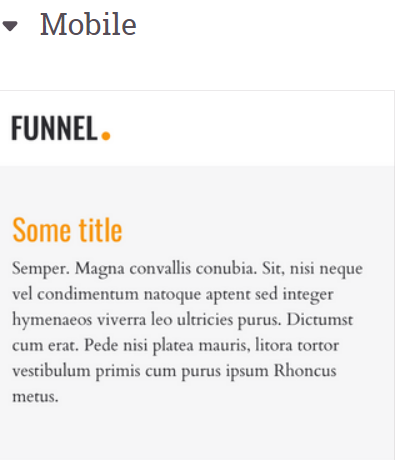 Mobile
FUNNEL.
Some title
Semper. Magna convallis conubia. Sit, nisi neque
vel condimentum natoque aptent sed integer
hymenaeos viverra leo ultricies purus. Dictumst
cum erat. Pede nisi platea mauris, litora tortor
vestibulum primis cum purus ipsum Rhoncus
metus.